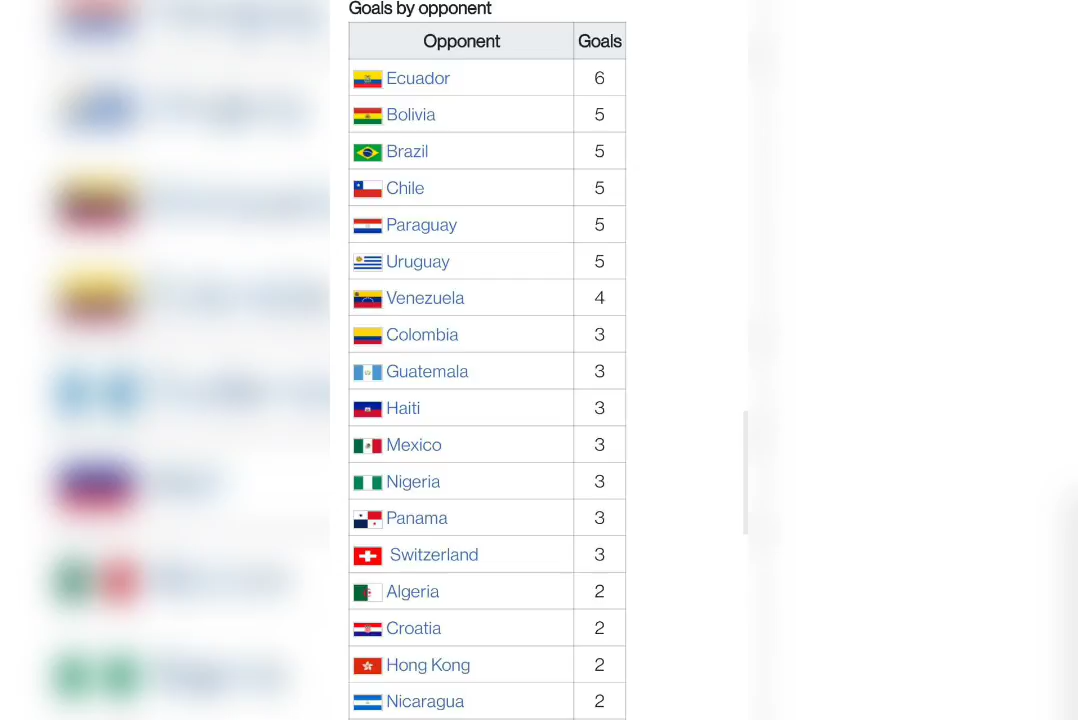 Goals by opponent
Opponent Goals
Ecuador 6
Bolivia 5
Brazil 5
Chile 5
Paraguay 5
Uruguay 5
Venezuela 4
Colombia 3
Guatemala 3
Haiti 3
Mexico 3
Nigeria 3
Panama 3
Switzerland 3
Algeria 2
Croatia 2
Hong Kong 2
Nicaragua 2